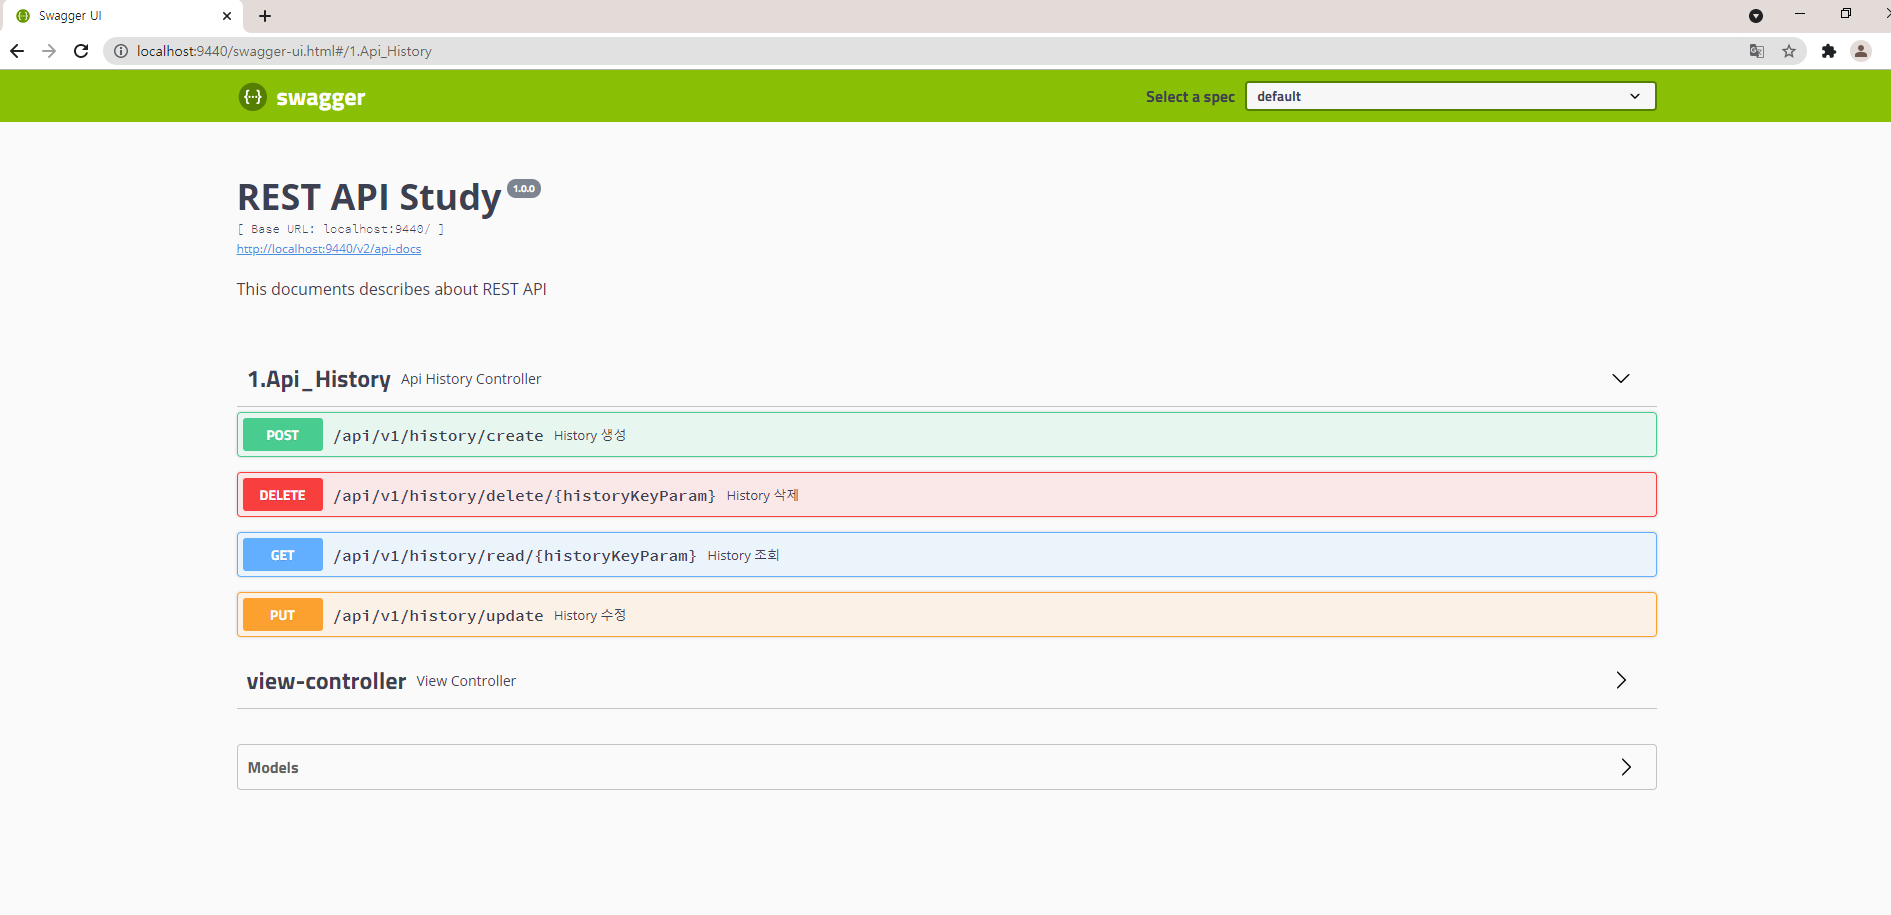 Swagger UI
localhost:9440/swagger-ui.html#/1.Api_History
{···} swagger
Select a spec default
REST API Study 1.0.0
[ Base URL: localhost:9440/ ]
http://localhost:9440/v2/api-docs
This documents describes about REST API
1.Api_History Api History Controller
POST /api/v1/history/create History 생성
DELETE /api/v1/history/delete/{historyKeyParam} History 삭제
GET /api/v1/history/read/{historyKeyParam} History 조회
PUT /api/v1/history/update History 수정
view-controller View Controller
Models